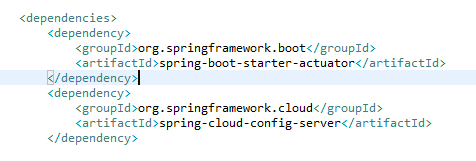 <dependencies>
<dependency>
<groupId>org.springframework.boot</groupId>
<artifactId>spring-boot-starter-actuator</artifactId>
</dependency>
<dependency>
<groupId>org.springframework.cloud</groupId>
<artifactId>spring-cloud-config-server</artifactId>
</dependency>